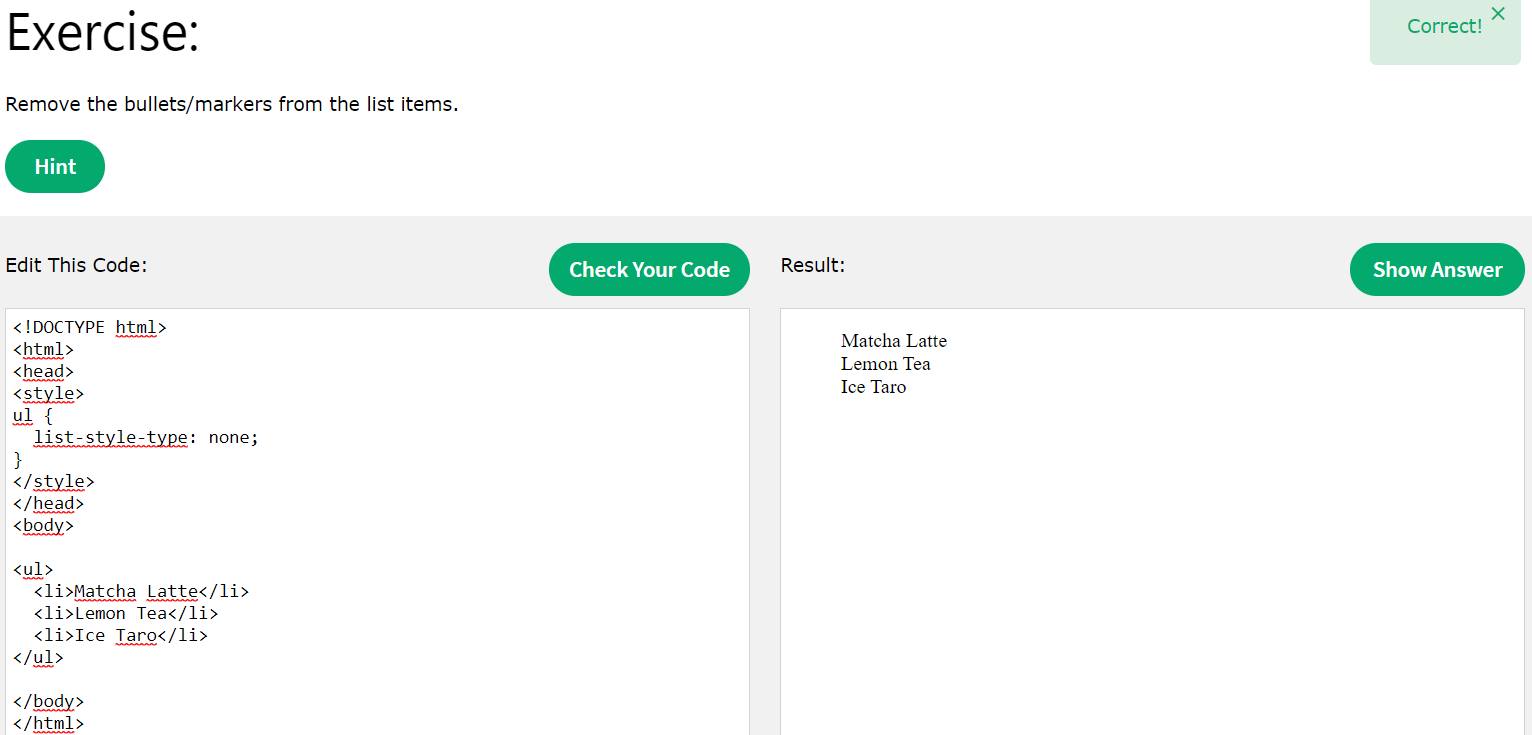 Exercise:
Correct! ×
Remove the bullets/markers from the list items.
Hint
Edit This Code:
Check Your Code
<!DOCTYPE html>
<html>
<head>
<style>
ul {
  list-style-type: none;
}
</style>
</head>
<body>

<ul>
  <li>Matcha Latte</li>
  <li>Lemon Tea</li>
  <li>Ice Taro</li>
</ul>

</body>
</html>
Result:
Show Answer
Matcha Latte
Lemon Tea
Ice Taro